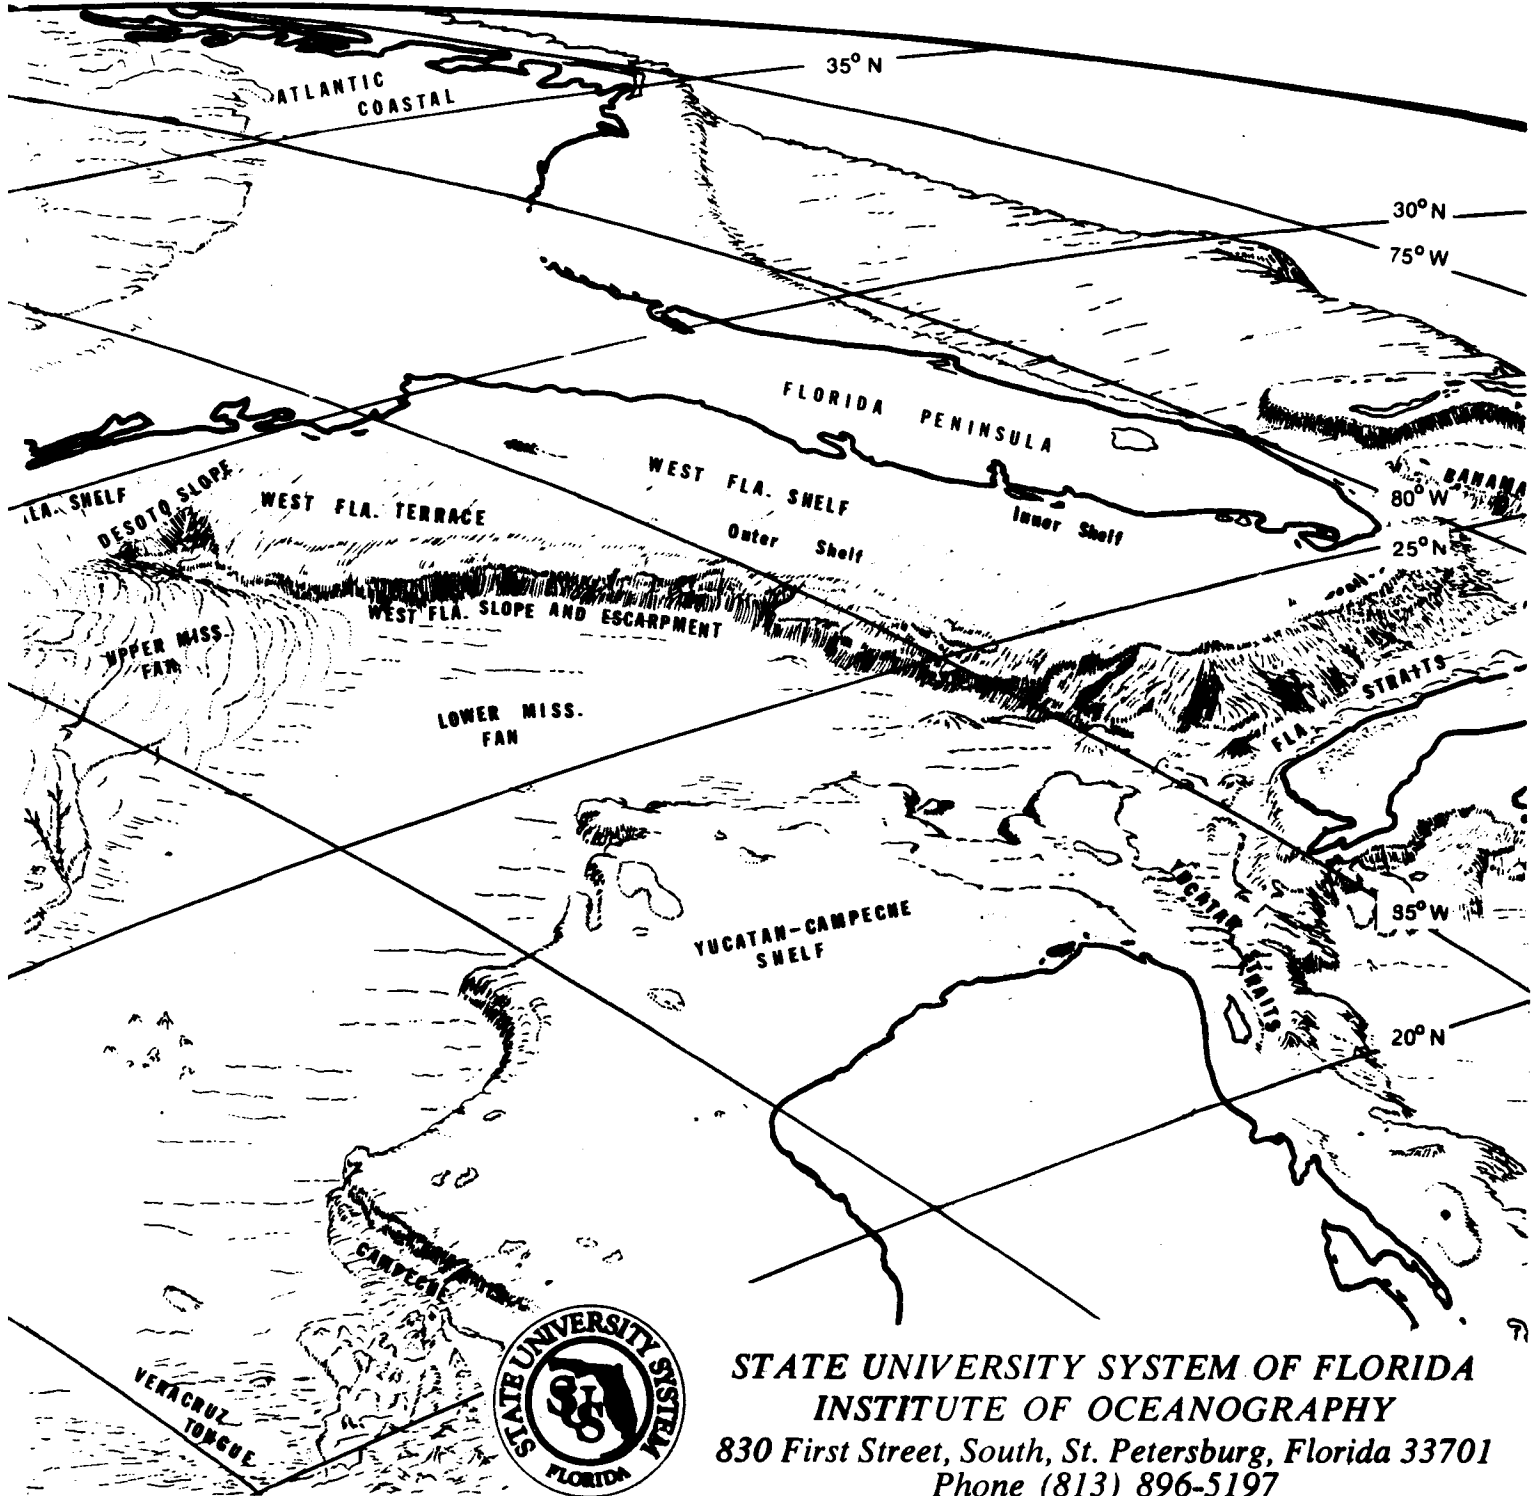 35° N
ATLANTIC
COASTAL
30° N
75° W
FLORIDA PENINSULA
WEST FLA. SHELF
Inner Shelf
Outer Shelf
BAHAMA
80° W
25° N
LA. SHELF
DESOTO SLOPE
WEST FLA. TERRACE
WEST FLA. SLOPE AND ESCARPMENT
UPPER MISS.
FAN
LOWER MISS.
FAN
FLA. STRAITS
YUCATAN STRAITS
85° W
YUCATAN-CAMPECHE
SHELF
20° N
CAMPECHE
VERACRUZ
TONGUE
STATE UNIVERSITY SYSTEM
SUS
FLORIDA
STATE UNIVERSITY SYSTEM OF FLORIDA
INSTITUTE OF OCEANOGRAPHY
830 First Street, South, St. Petersburg, Florida 33701
Phone (813) 896-5197